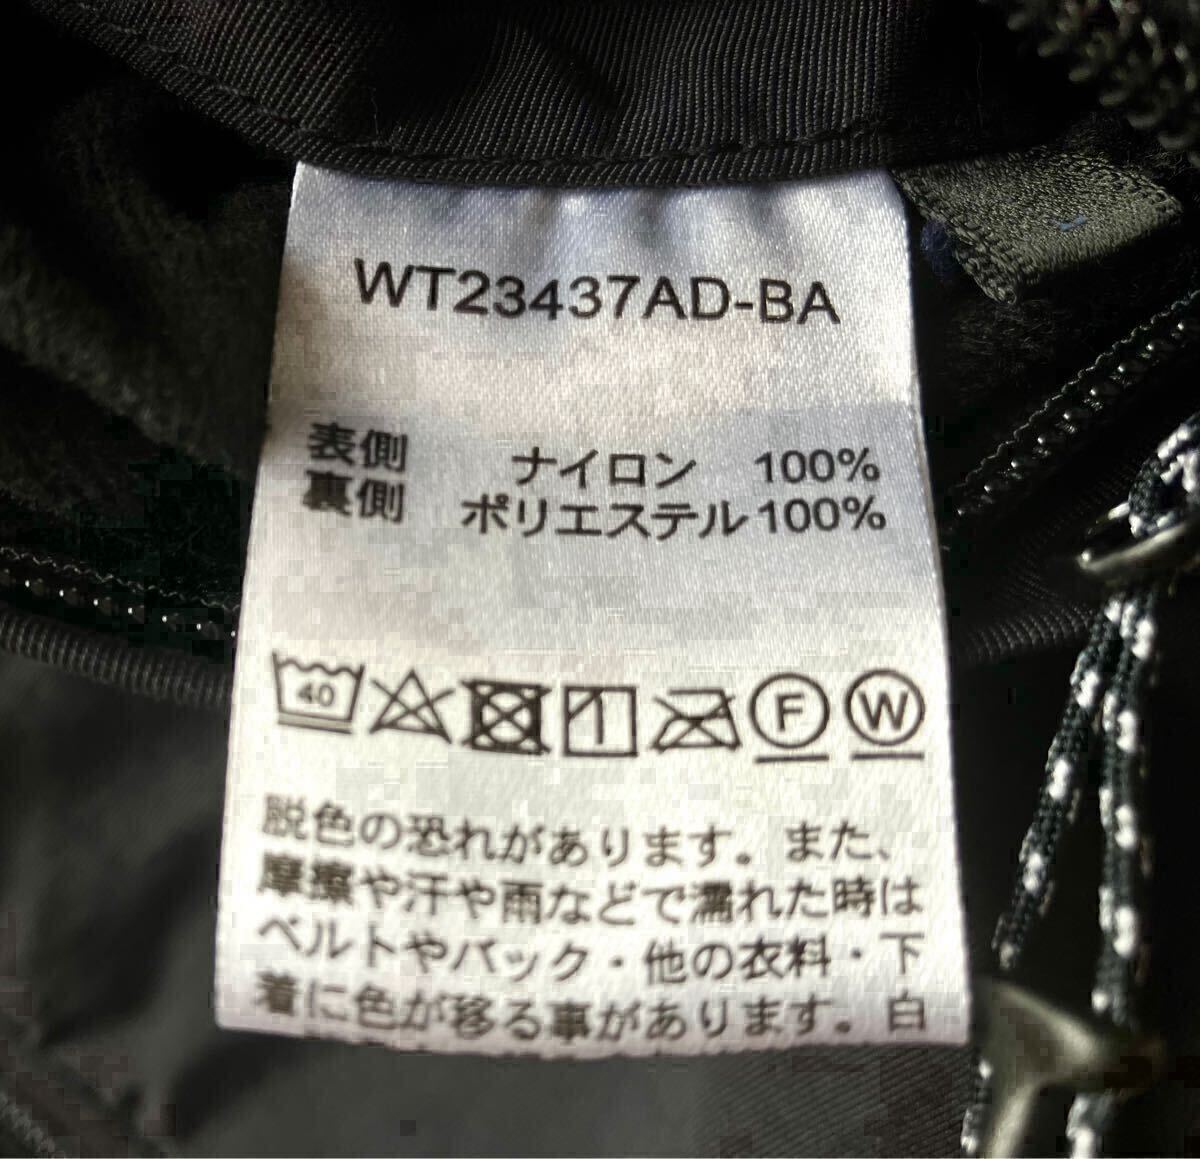 WT23437AD-BA
表側 ナイロン 100%
裏側 ポリエステル100%
40 F W
脱色の恐れがあります。また、
摩擦や汗や雨などで濡れた時は
ベルトやバック・他の衣料・下
着に色が移る事があります。白